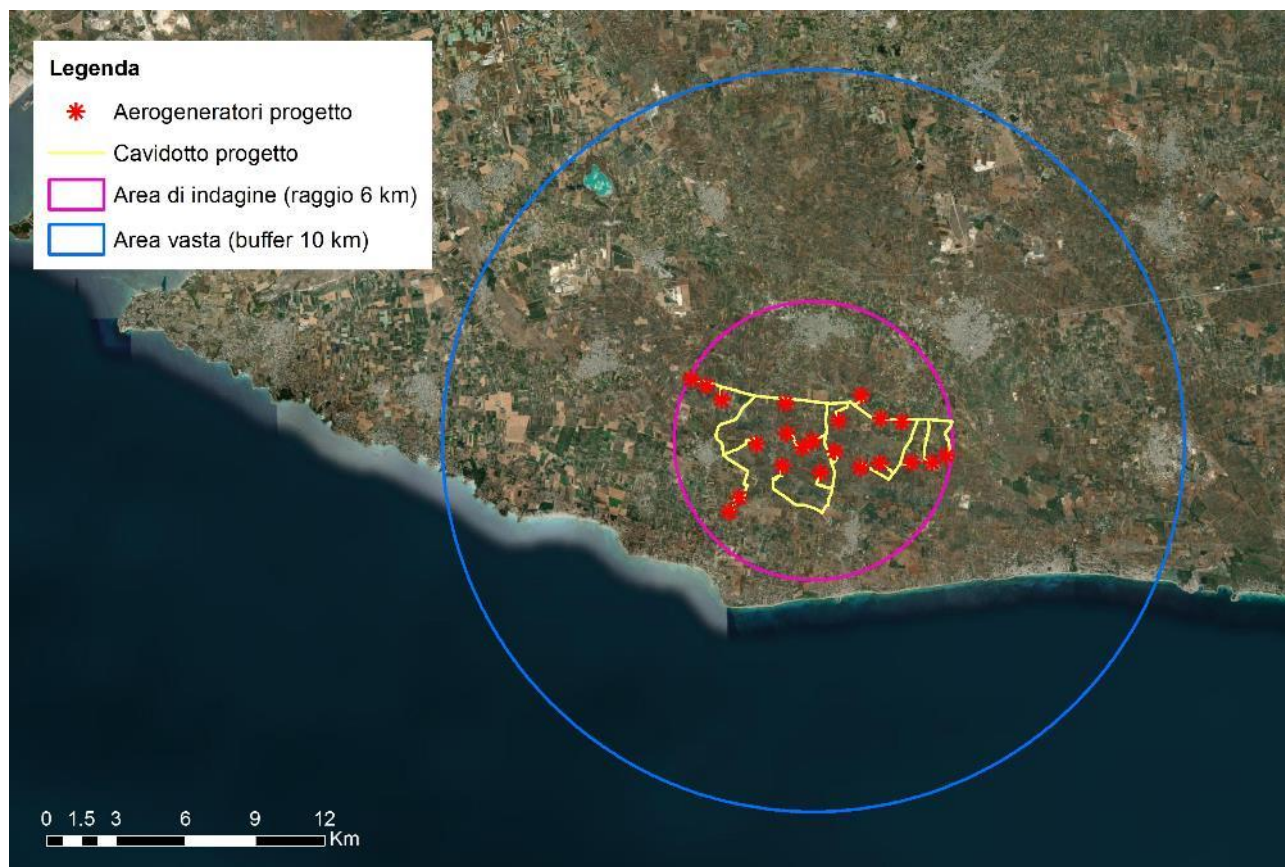 Legenda
Aerogeneratori progetto
Cavidotto progetto
Area di indagine (raggio 6 km)
Area vasta (buffer 10 km)
0 1.5 3 6 9 12
Km